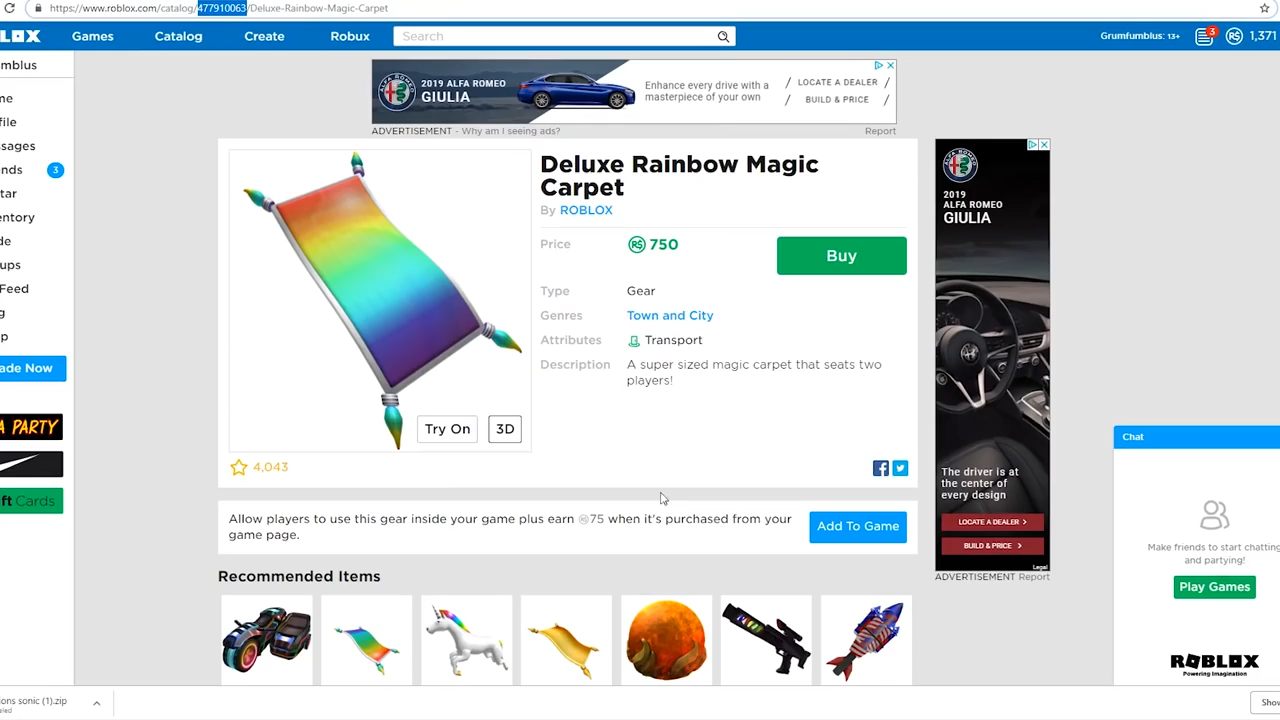 https://www.roblox.com/catalog/477910063/Deluxe-Rainbow-Magic-Carpet
LOX
Games
Catalog
Create
Robux
Search
Grumfumblus: 13+
3
1,371
mblus
me
file
ssages
ends
3
tar
entory
de
ups
Feed
g
p
ade Now
A PARTY
ft Cards
2019 ALFA ROMEO
GIULIA
Enhance every drive with a
masterpiece of your own
LOCATE A DEALER
BUILD & PRICE
ADVERTISEMENT - Why am I seeing ads?
Report
Deluxe Rainbow Magic
Carpet
By ROBLOX
Price
R$ 750
Buy
Type
Gear
Genres
Town and City
Attributes
Transport
Description
A super sized magic carpet that seats two
players!
Try On
3D
4,043
Allow players to use this gear inside your game plus earn R$75 when it's purchased from your
game page.
Add To Game
Recommended Items
2019
ALFA ROMEO
GIULIA
The driver is at
the center of
every design
LOCATE A DEALER >
BUILD & PRICE >
Legal
ADVERTISEMENT
Report
Chat
Make friends to start chatting
and partying!
Play Games
ROBLOX
Powering Imagination
ions sonic (1).zip
eled
Show